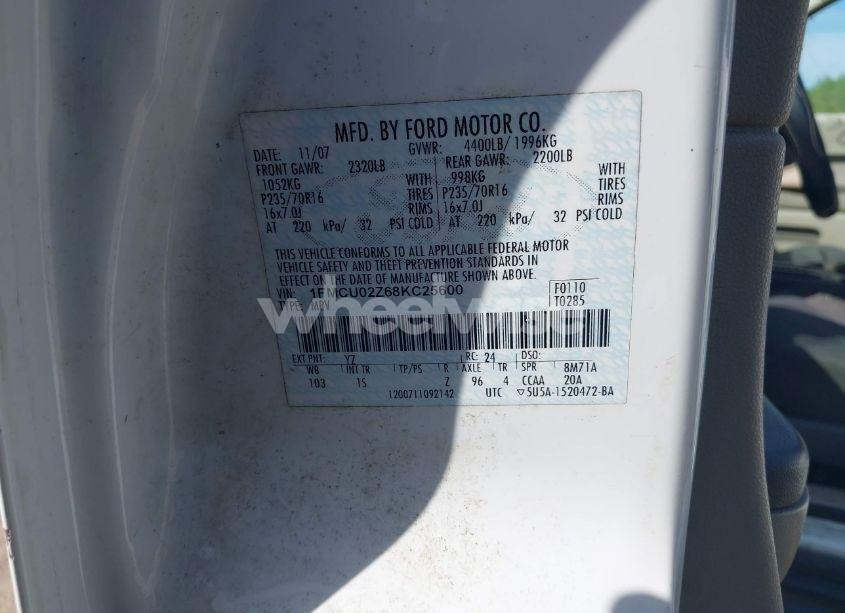 MFD. BY FORD MOTOR CO.
DATE: 11/07 GVWR: 4400LB/ 1996KG
FRONT GAWR: 2320LB REAR GAWR: 2200LB
1052KG WITH 998KG WITH
P235/70R16 TIRES P235/70R16 TIRES
16x7.0J RIMS 16x7.0J RIMS
AT 220 kPa/ 32 PSI COLD AT 220 kPa/ 32 PSI COLD
THIS VEHICLE CONFORMS TO ALL APPLICABLE FEDERAL MOTOR
VEHICLE SAFETY AND THEFT PREVENTION STANDARDS IN
EFFECT ON THE DATE OF MANUFACTURE SHOWN ABOVE.
VIN: 1FMCU02Z68KC25600 F0110
TYPE: MPV T0285
EXT PNT: YZ RC: 24 DSO:
WB INT TR TP/PS R AXLE TR SPR 8M71A
103 IS Z 96 4 CCAA 20A
1200711092142 UTC ▽5U5A-1520472-BA